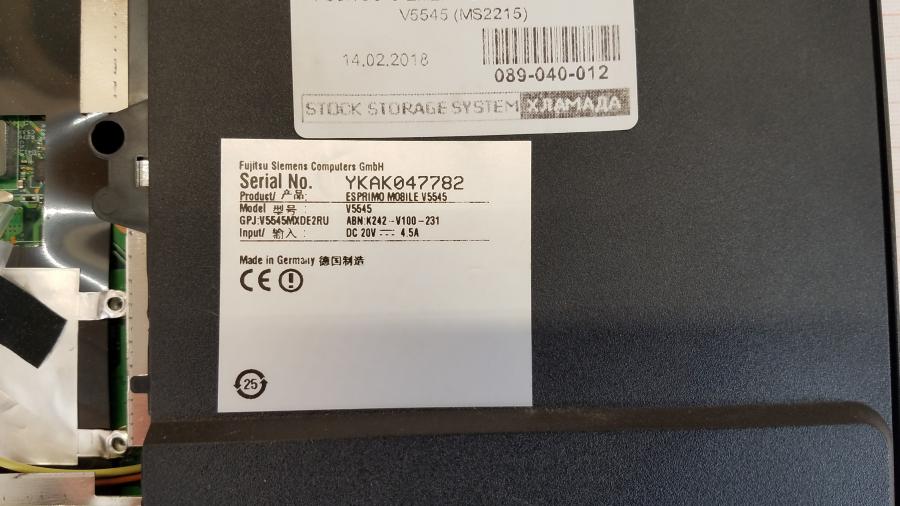 V5545 (MS2215)
14.02.2018
089-040-012
STOCK STORAGE SYSTEM ХЛАМАДА
Fujitsu Siemens Computers GmbH
Serial No. YKAK047782
Product/ 产品: ESPRIMO MOBILE V5545
Model 型号: V5545
GPJ:V5545MXDE2RU ABN:K242-V100-231
Input/ 输入: DC 20V ⎓ 4.5A
Made in Germany 德国制造
CE
25